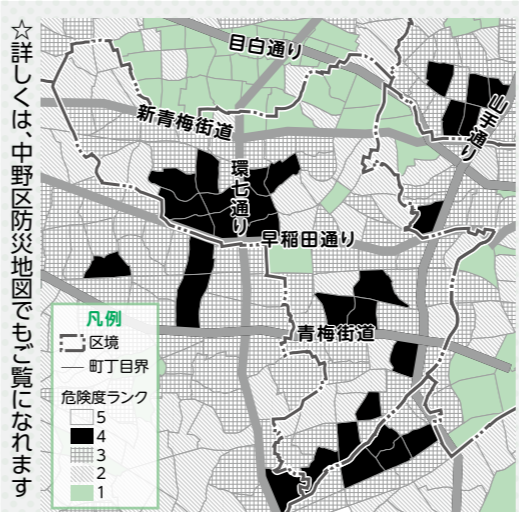 ☆詳しくは、中野区防災地図でもご覧になれます
目白通り
山手通り
新青梅街道
環七通り
早稲田通り
青梅街道
凡例
区境
町丁目界
危険度ランク
5
4
3
2
1